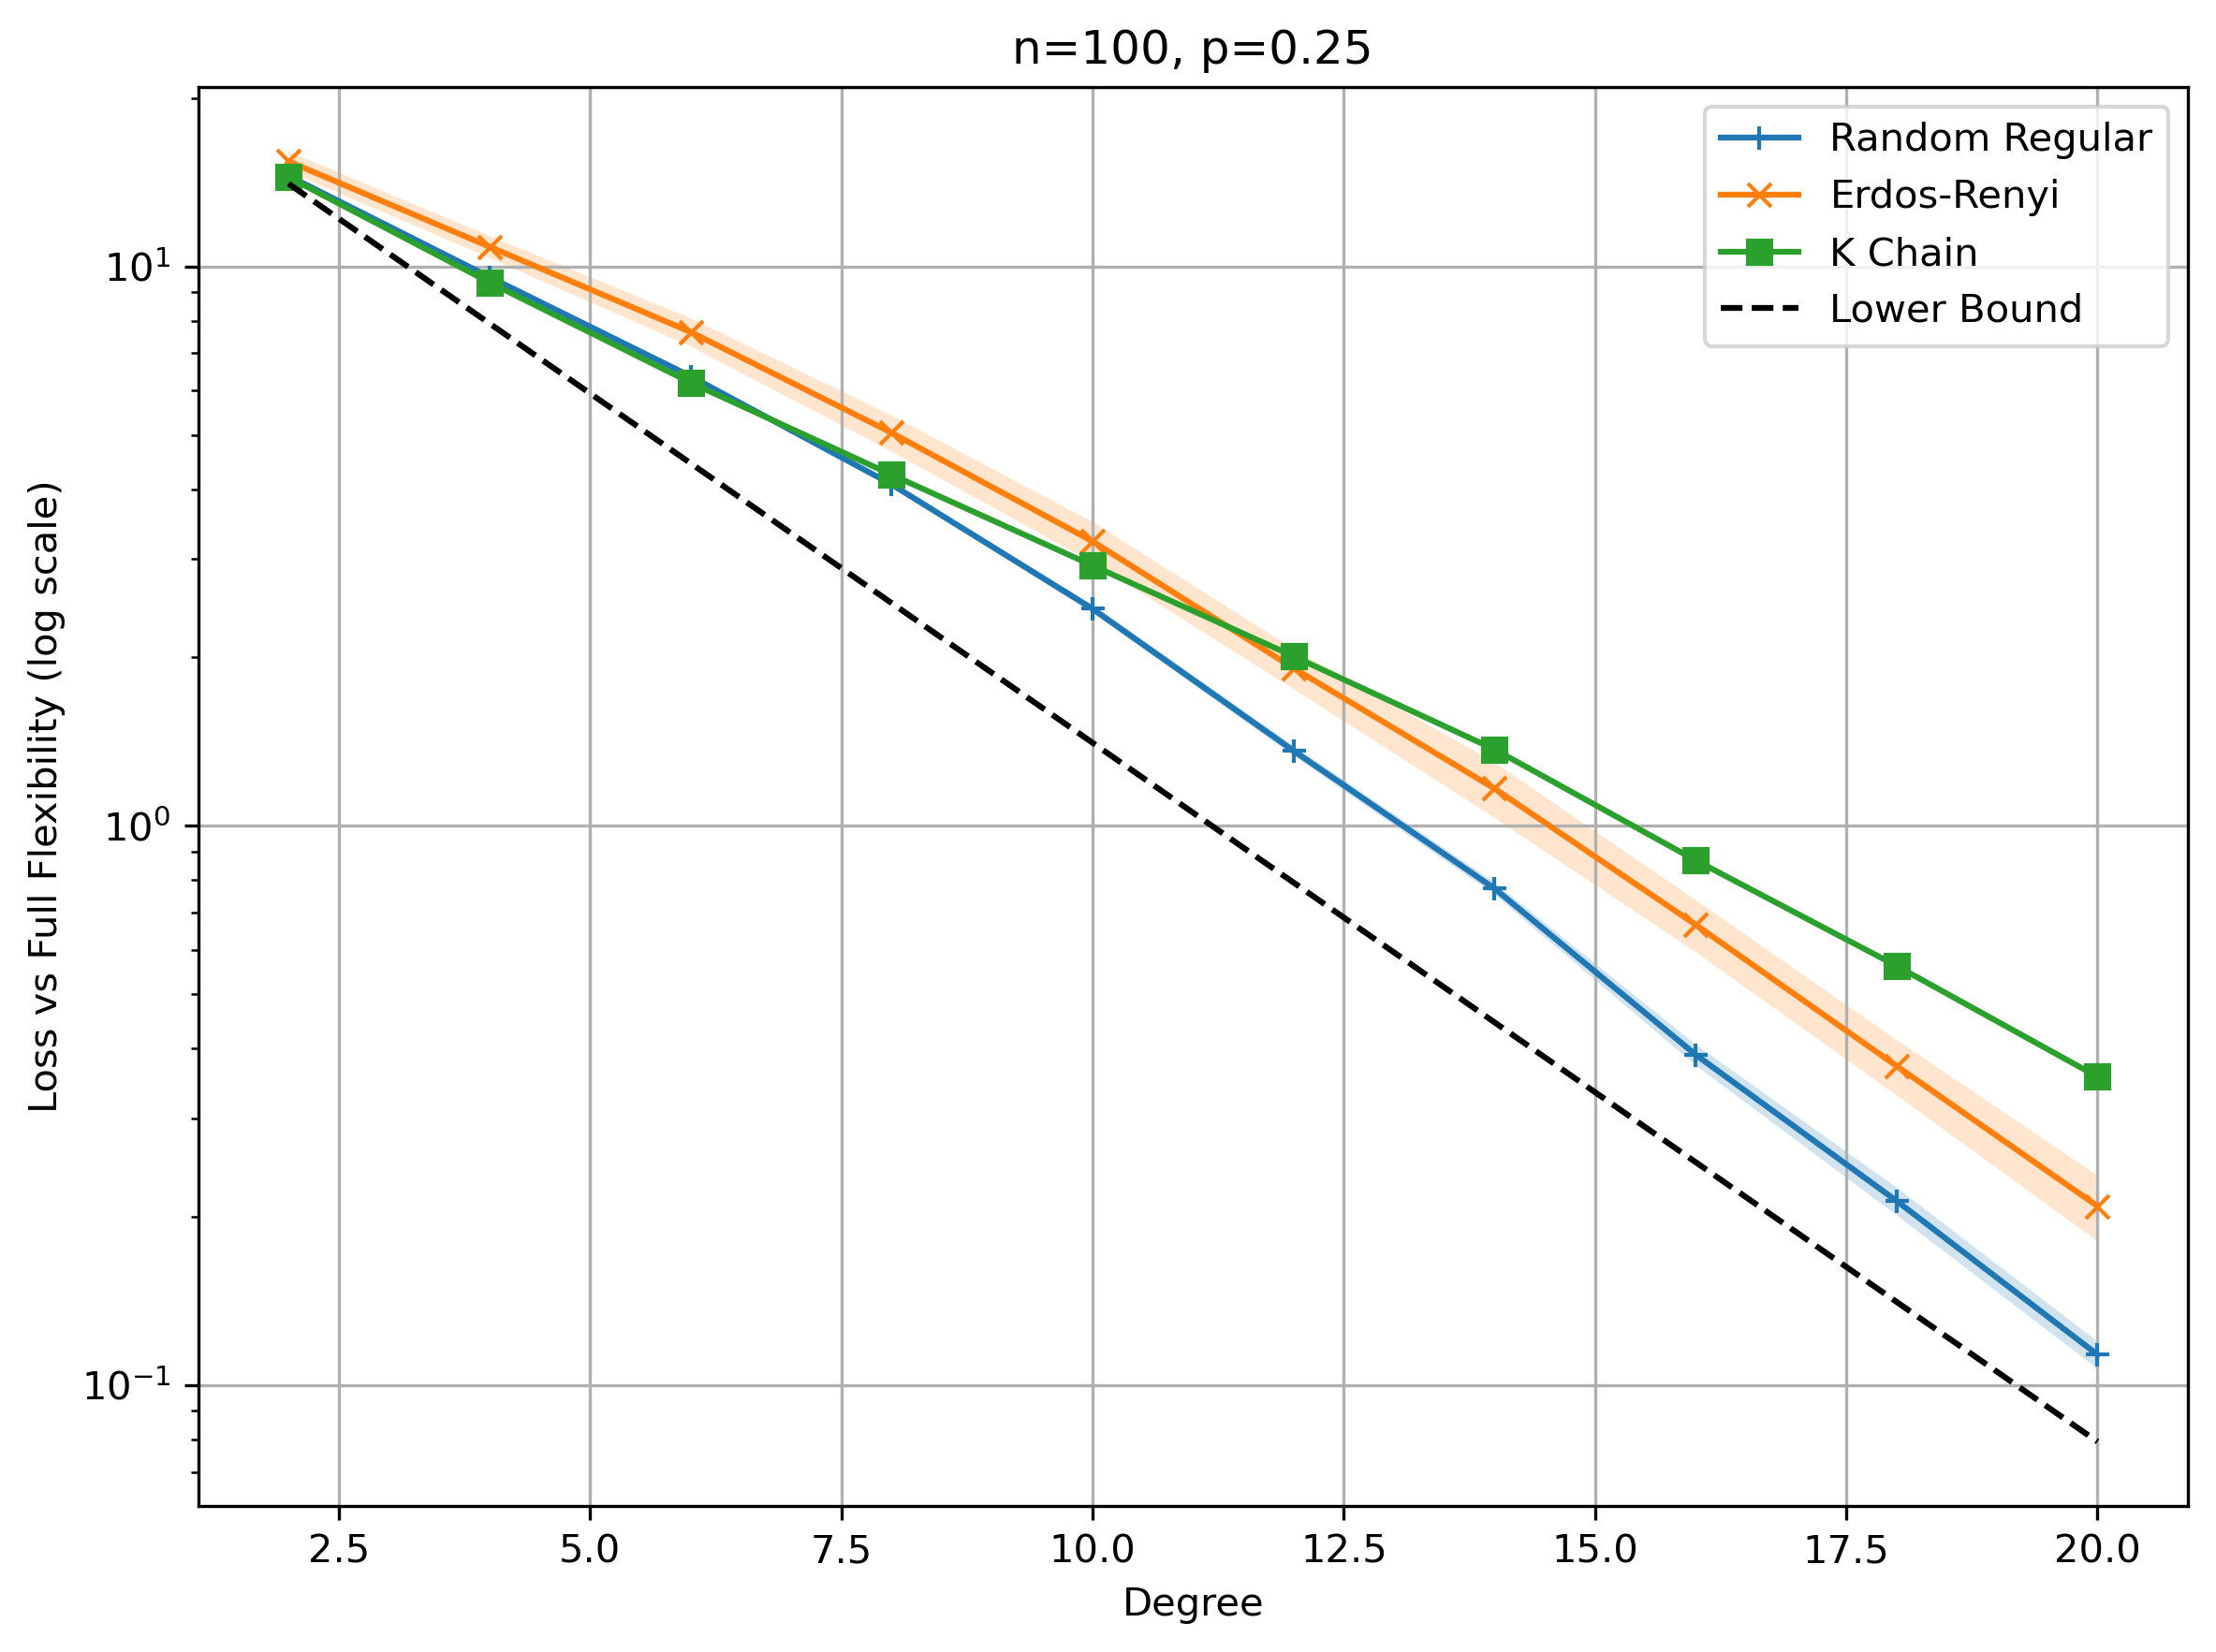 n=100, p=0.25
Random Regular
Erdos-Renyi
K Chain
Lower Bound
Loss vs Full Flexibility (log scale)
10¹
10⁰
10⁻¹
2.5 5.0 7.5 10.0 12.5 15.0 17.5 20.0
Degree